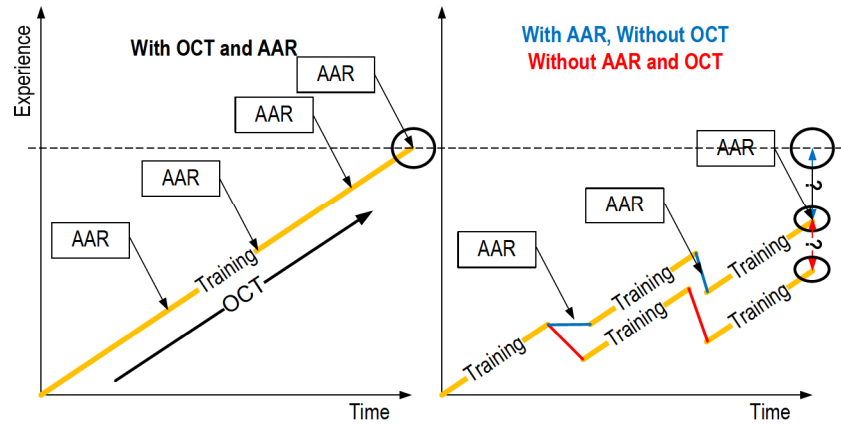 Experience
With OCT and AAR
AAR
AAR
AAR
AAR
Training
OCT
Time
With AAR, Without OCT
Without AAR and OCT
AAR
AAR
AAR
?
?
Training
Training
Training
Training
Training
Time